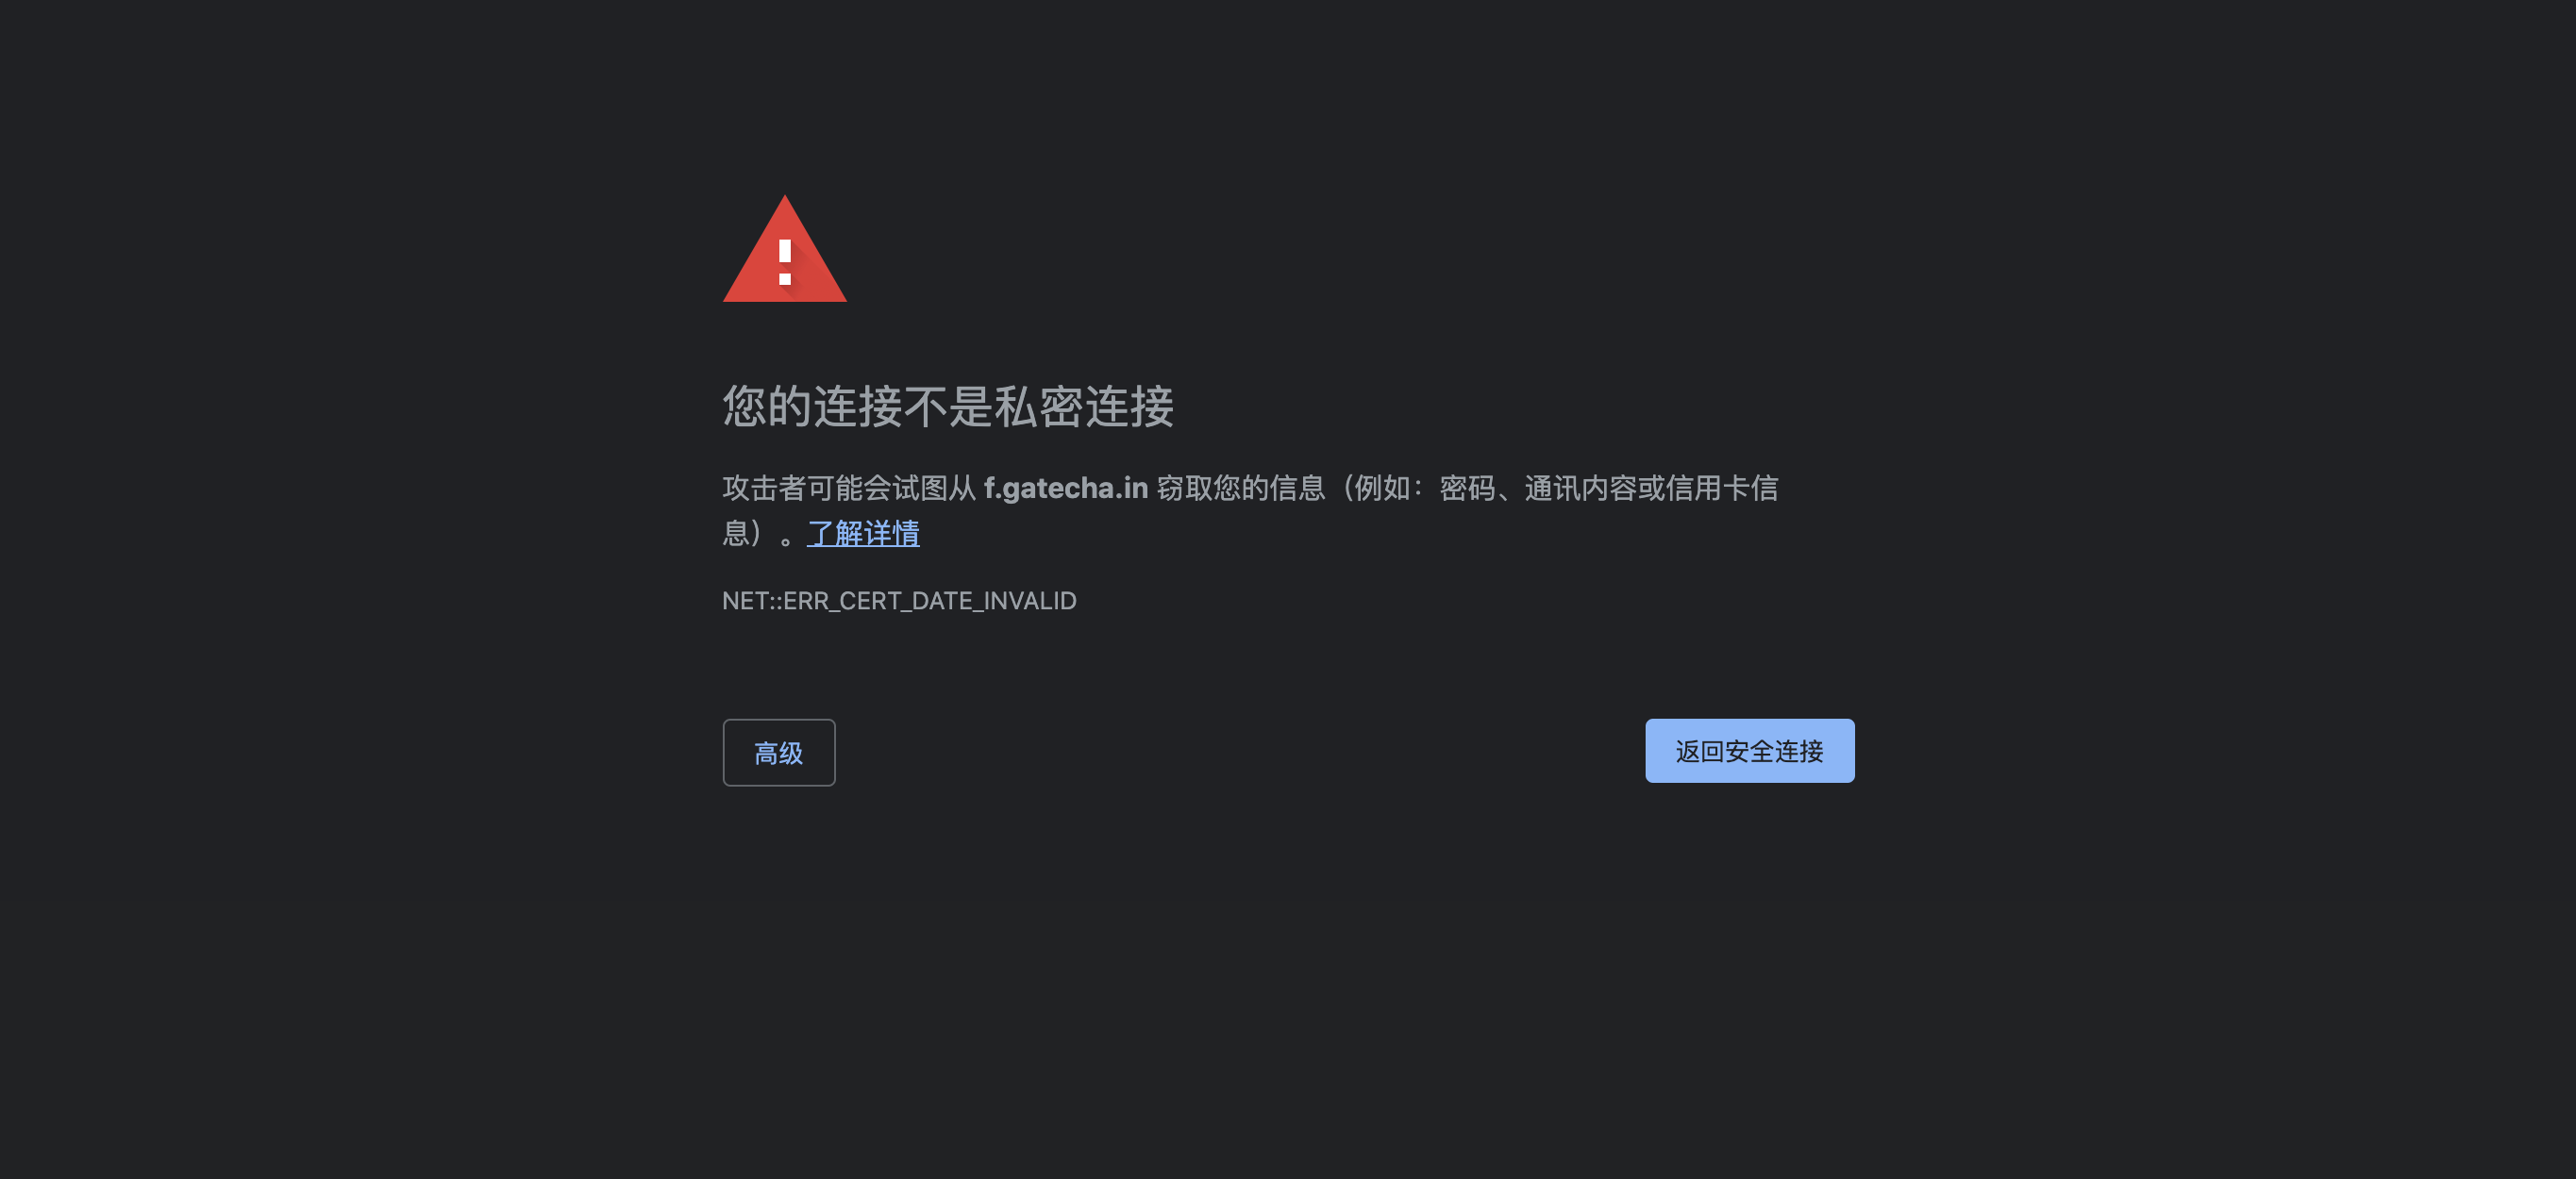 您的连接不是私密连接
攻击者可能会试图从 f.gatecha.in 窃取您的信息（例如：密码、通讯内容或信用卡信
息）。了解详情
NET::ERR_CERT_DATE_INVALID
高级
返回安全连接